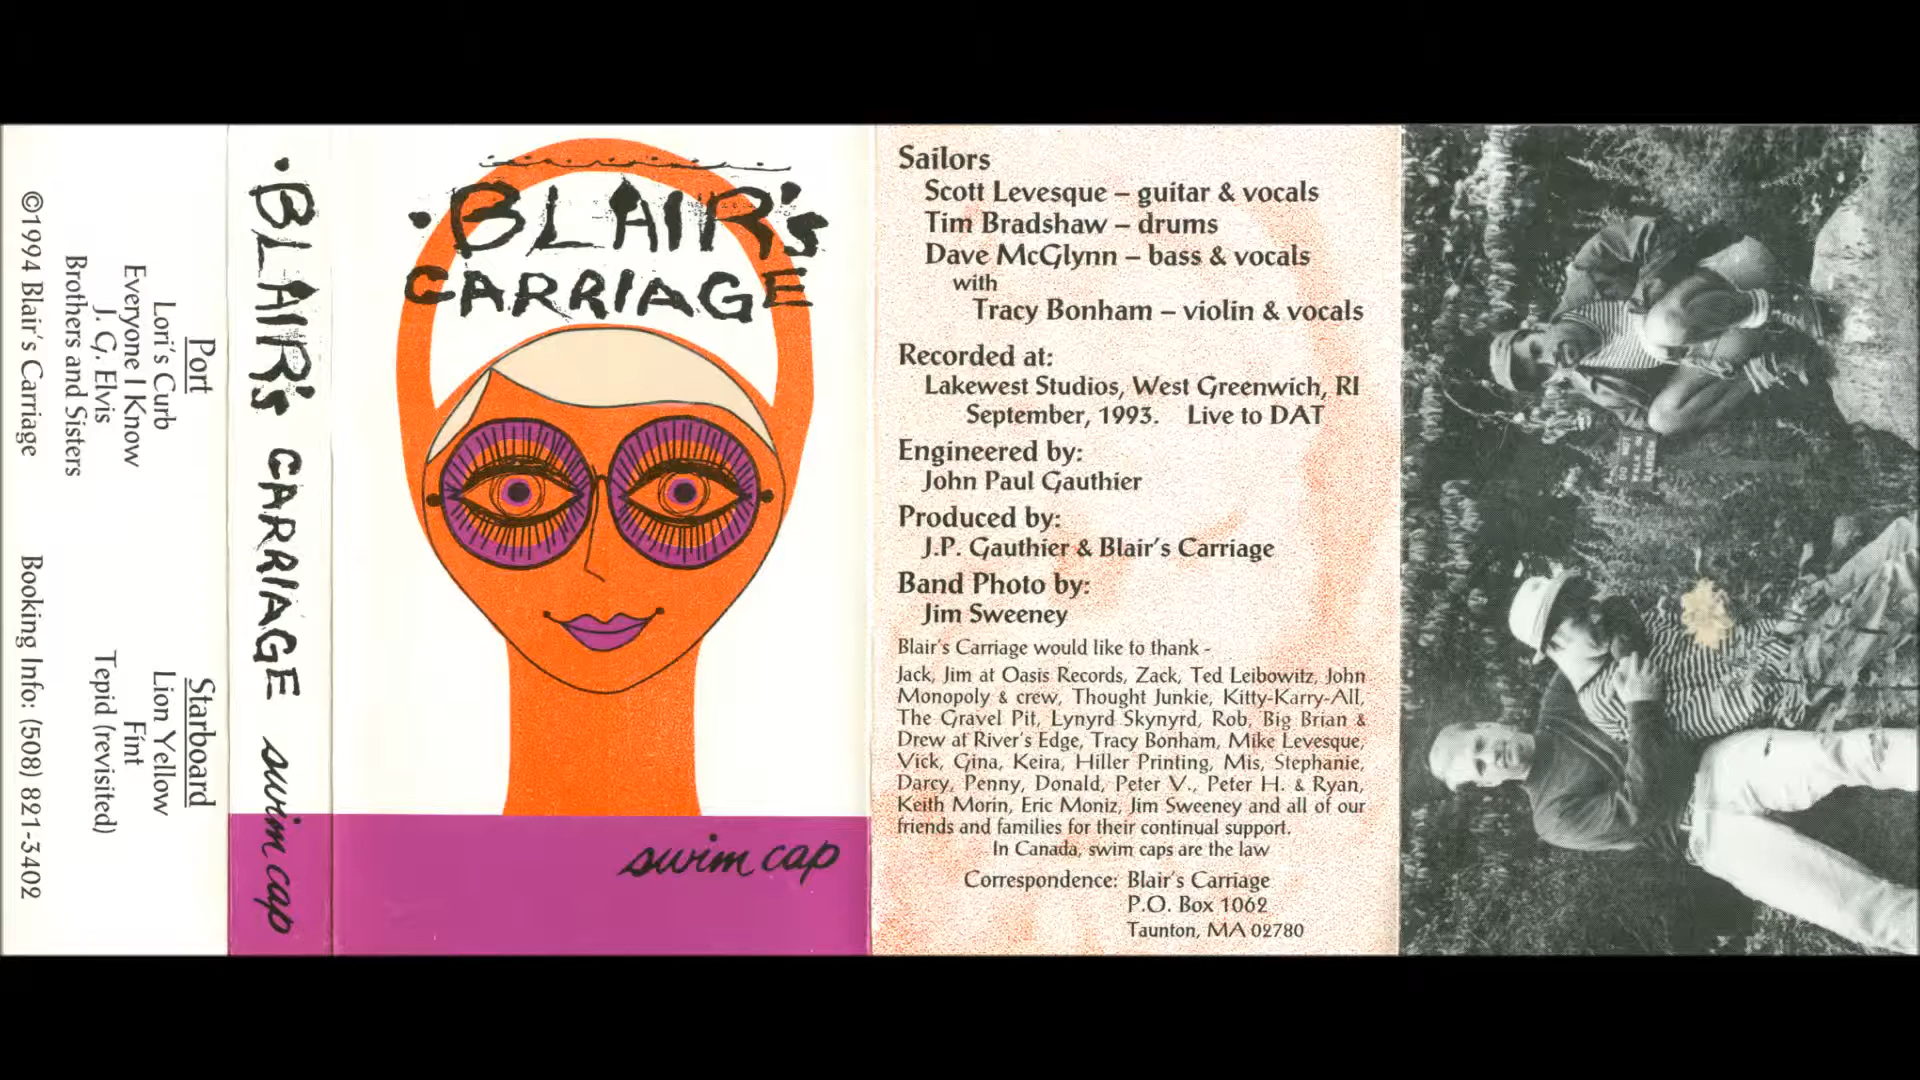 Port
Lori's Curb
Everyone I Know
J. G. Elvis
Brothers and Sisters
©1994 Blair's Carriage
Starboard
Lion Yellow
Fint
Tepid (revisited)
Booking Info: (508) 821-3402
BLAIR's CARRIAGE swim cap
BLAIR's
CARRIAGE
swim cap
Sailors
Scott Levesque – guitar & vocals
Tim Bradshaw – drums
Dave McGlynn – bass & vocals
with
Tracy Bonham – violin & vocals
Recorded at:
Lakewest Studios, West Greenwich, RI
September, 1993. Live to DAT
Engineered by:
John Paul Gauthier
Produced by:
J.P. Gauthier & Blair's Carriage
Band Photo by:
Jim Sweeney
Blair's Carriage would like to thank -
Jack, Jim at Oasis Records, Zack, Ted Leibowitz, John
Monopoly & crew, Thought Junkie, Kitty-Karry-All,
The Gravel Pit, Lynyrd Skynyrd, Rob, Big Brian &
Drew at River's Edge, Tracy Bonham, Mike Levesque,
Vick, Gina, Keira, Hiller Printing, Mis, Stephanie,
Darcy, Penny, Donald, Peter V., Peter H. & Ryan,
Keith Morin, Eric Moniz, Jim Sweeney and all of our
friends and families for their continual support.
In Canada, swim caps are the law
Correspondence: Blair's Carriage
P.O. Box 1062
Taunton, MA 02780